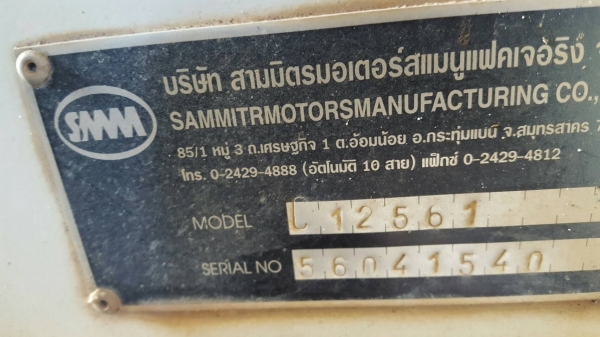 SMM
บริษัท สามมิตรมอเตอร์สแมนูแฟคเจอริง
SAMMITRMOTORSMANUFACTURING CO.,
85/1 หมู่ 3 ถ.เศรษฐกิจ 1 ต.อ้อมน้อย อ.กระทุ่มแบน จ.สมุทรสาคร 7
โทร. 0-2429-4888 (อัตโนมัติ 10 สาย) แฟ็กซ์ 0-2429-4812
MODEL L12561
SERIAL NO 56041540